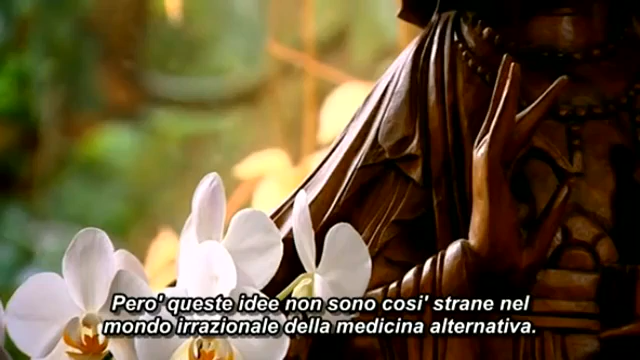 Pero' queste idee non sono cosi' strane nel
mondo irrazionale della medicina alternativa.